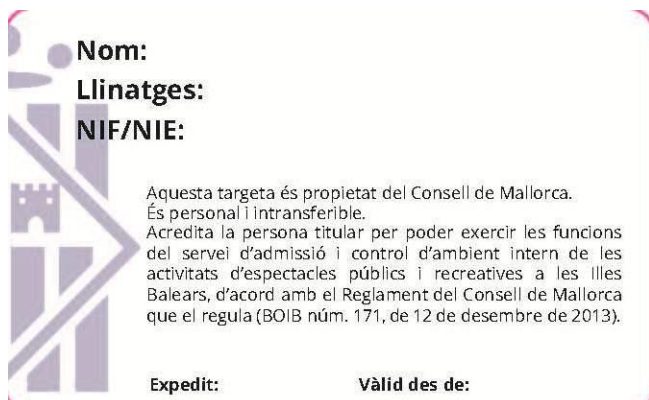 Nom:
Llinatges:
NIF/NIE:
Aquesta targeta és propietat del Consell de Mallorca.
És personal i intransferible.
Acredita la persona titular per poder exercir les funcions
del servei d'admissió i control d'ambient intern de les
activitats d'espectacles públics i recreatives a les Illes
Balears, d'acord amb el Reglament del Consell de Mallorca
que el regula (BOIB núm. 171, de 12 de desembre de 2013).
Expedit: Vàlid des de: